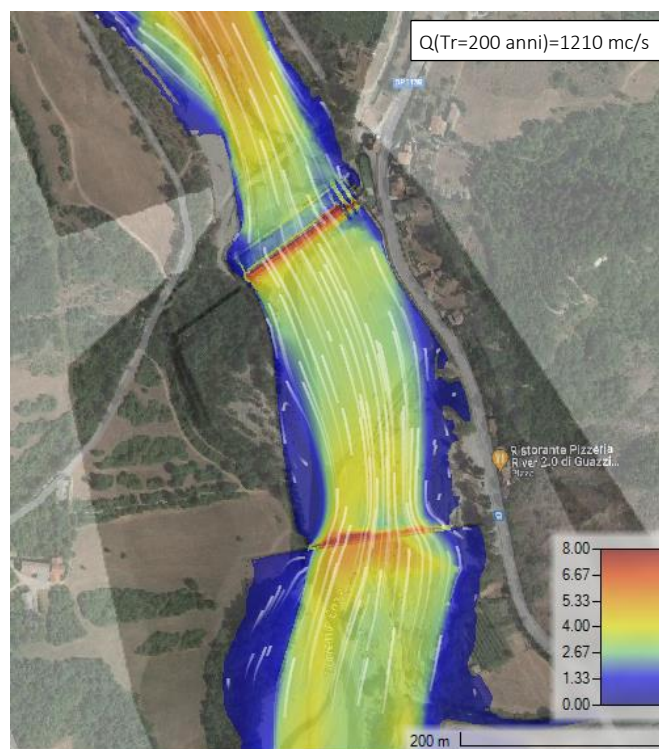 Q(Tr=200 anni)=1210 mc/s
Ristorante Pizzeria
River 2.0 di Guazzi...
Pizza
8.00
6.67
5.33
4.00
2.67
1.33
0.00
200 m